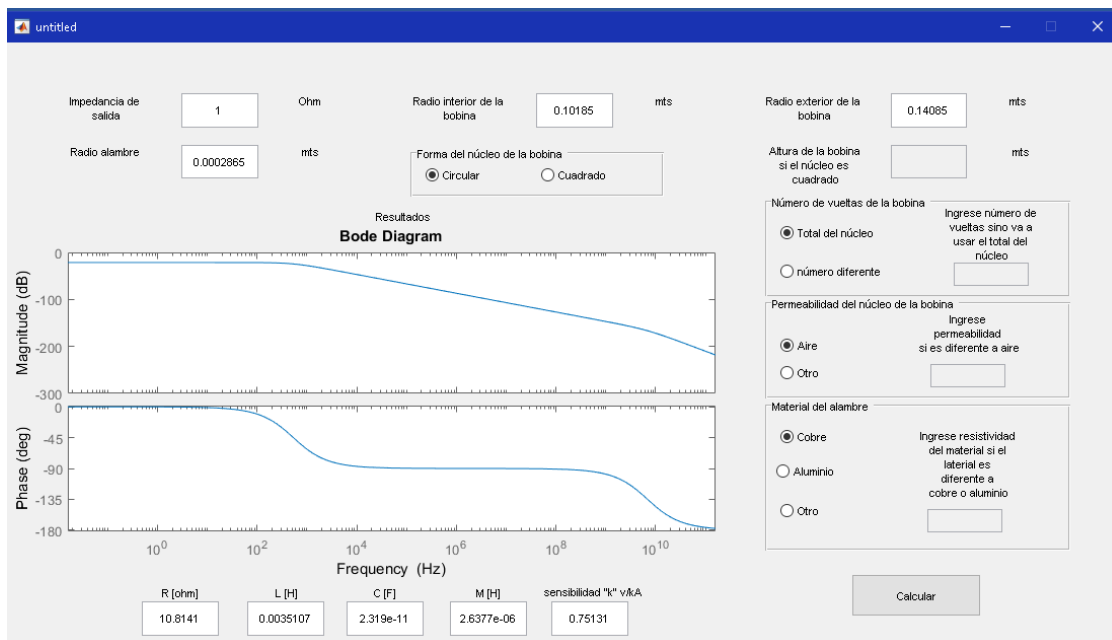 untitled
Impedancia de
salida
1
Ohm
Radio interior de la
bobina
0.10185
mts
Radio exterior de la
bobina
0.14085
mts
Radio alambre
0.0002865
mts
Forma del núcleo de la bobina
Circular
Cuadrado
Altura de la bobina
si el núcleo es
cuadrado
mts
Número de vueltas de la bobina
Total del núcleo
número diferente
Ingrese número de
vueltas sino va a
usar el total del
núcleo
Permeabilidad del núcleo de la bobina
Aire
Otro
Ingrese
permeabilidad
si es diferente a aire
Material del alambre
Cobre
Aluminio
Otro
Ingrese resistividad
del material si el
laterial es
diferente a
cobre o aluminio
Resultados
Bode Diagram
Magnitude (dB)
0
-100
-200
-300
Phase (deg)
0
-45
-90
-135
-180
10^0 10^2 10^4 10^6 10^8 10^10
Frequency (Hz)
R [ohm]
10.8141
L [H]
0.0035107
C [F]
2.319e-11
M [H]
2.6377e-06
sensibilidad "k" v/kA
0.75131
Calcular